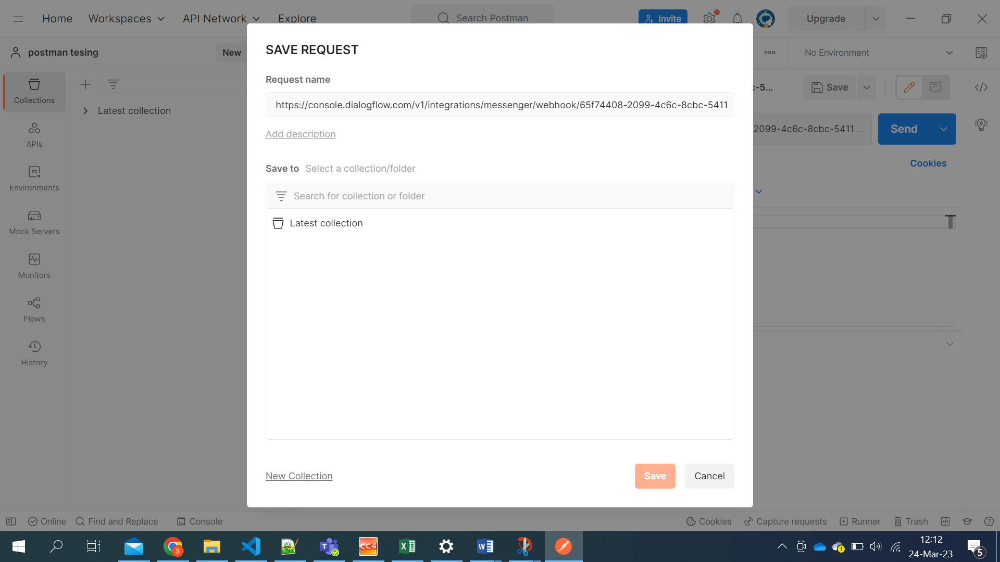 Home Workspaces API Network Explore Search Postman Invite Upgrade
postman tesing New No Environment
SAVE REQUEST
Request name
https://console.dialogflow.com/v1/integrations/messenger/webhook/65f74408-2099-4c6c-8cbc-5411
Add description
Save to Select a collection/folder
Search for collection or folder
Latest collection
New Collection Save Cancel
Collections
Latest collection
APIs
Environments
Mock Servers
Monitors
Flows
History
c-5... Save
2099-4c6c-8cbc-5411... Send
Cookies
Online Find and Replace Console Cookies Capture requests Runner Trash
S T CC4 X W 12:12
24-Mar-23 5